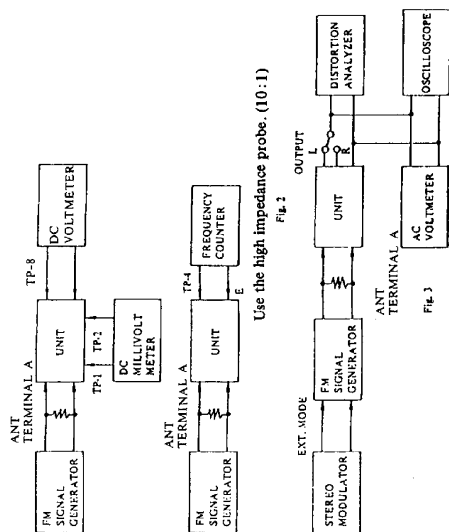 ANT
TERMINAL A
FM
SIGNAL
GENERATOR
UNIT
TP-8
DC
VOLTMETER
TP-1
TP-2
DC
MILLIVOLT
METER
ANT
TERMINAL A
FM
SIGNAL
GENERATOR
UNIT
TP-4
E
FREQUENCY
COUNTER
Use the high impedance probe. (10:1)
Fig. 2
EXT. MODE
STEREO
MODULATOR
FM
SIGNAL
GENERATOR
ANT
TERMINAL A
UNIT
OUTPUT
L
R
DISTORTION
ANALYZER
AC
VOLTMETER
OSCILLOSCOPE
Fig. 3